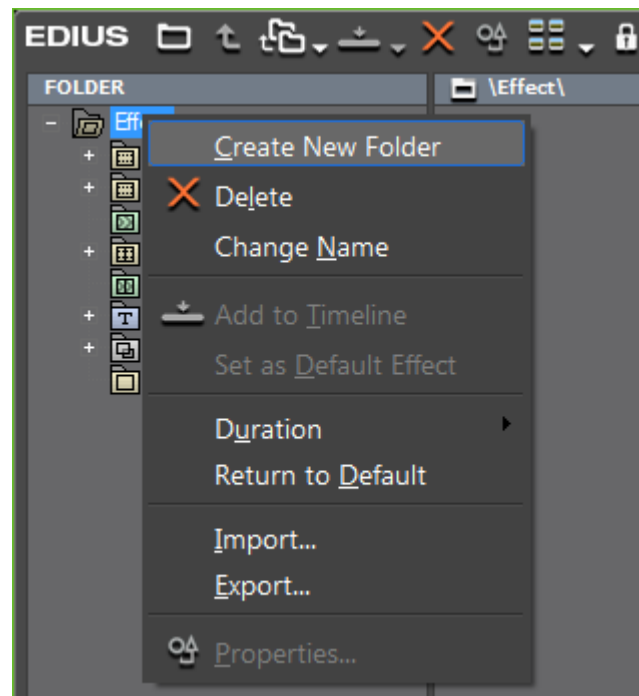 EDIUS
FOLDER
\Effect\
Create New Folder
Delete
Change Name
Add to Timeline
Set as Default Effect
Duration
Return to Default
Import...
Export...
Properties...